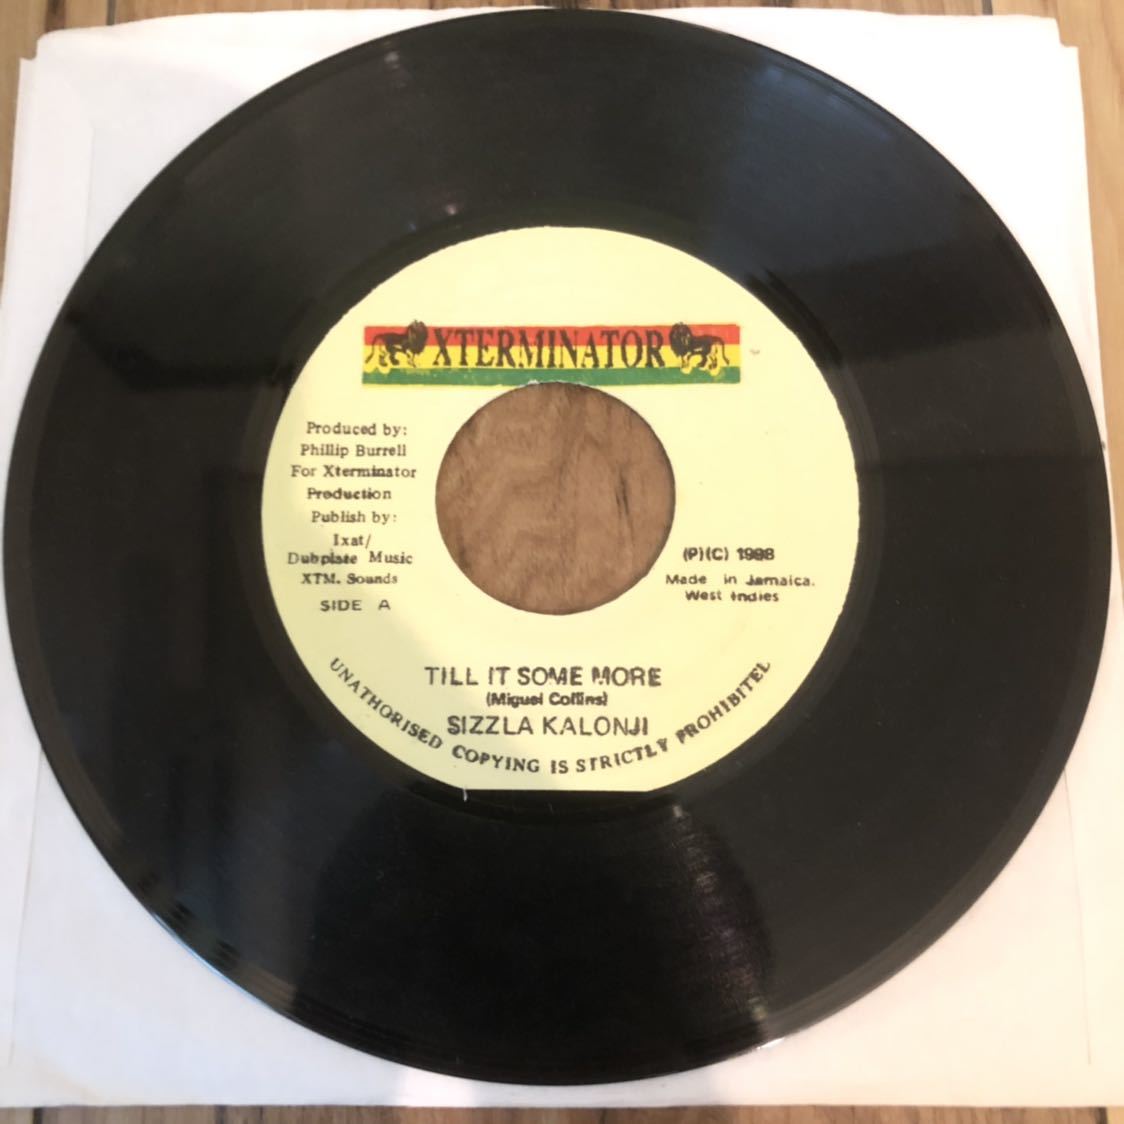 XTERMINATOR
Produced by:
Phillip Burrell
For Xterminator
Production
Publish by:
Ixat/
Dubplate Music
XTM. Sounds
SIDE A
(P)(C) 1998
Made in Jamaica.
West Indies
TILL IT SOME MORE
(Miguel Collins)
SIZZLA KALONJI
UNATHORISED COPYING IS STRICTLY PROHIBITEL